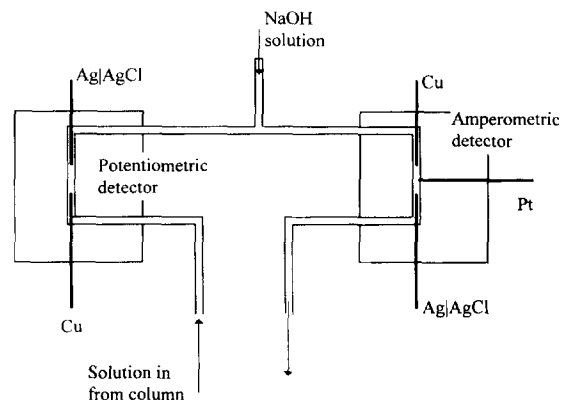 NaOH
solution
Ag|AgCl
Cu
Amperometric
detector
Potentiometric
detector
Pt
Cu
Ag|AgCl
Solution in
from column